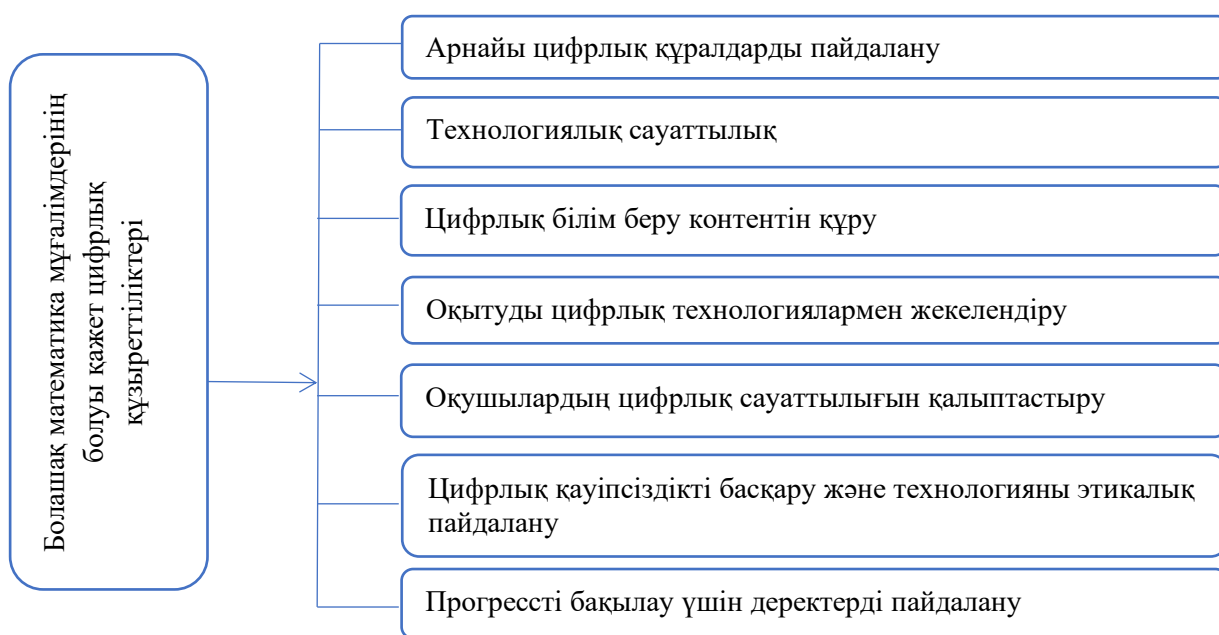 Болашақ математика мұғалімдерінің
болуы қажет цифрлық
құзыреттіліктері
Арнайы цифрлық құралдарды пайдалану
Технологиялық сауаттылық
Цифрлық білім беру контентін құру
Оқытуды цифрлық технологиялармен жекелендіру
Оқушылардың цифрлық сауаттылығын қалыптастыру
Цифрлық қауіпсіздікті басқару және технологияны этикалық
пайдалану
Прогрессті бақылау үшін деректерді пайдалану